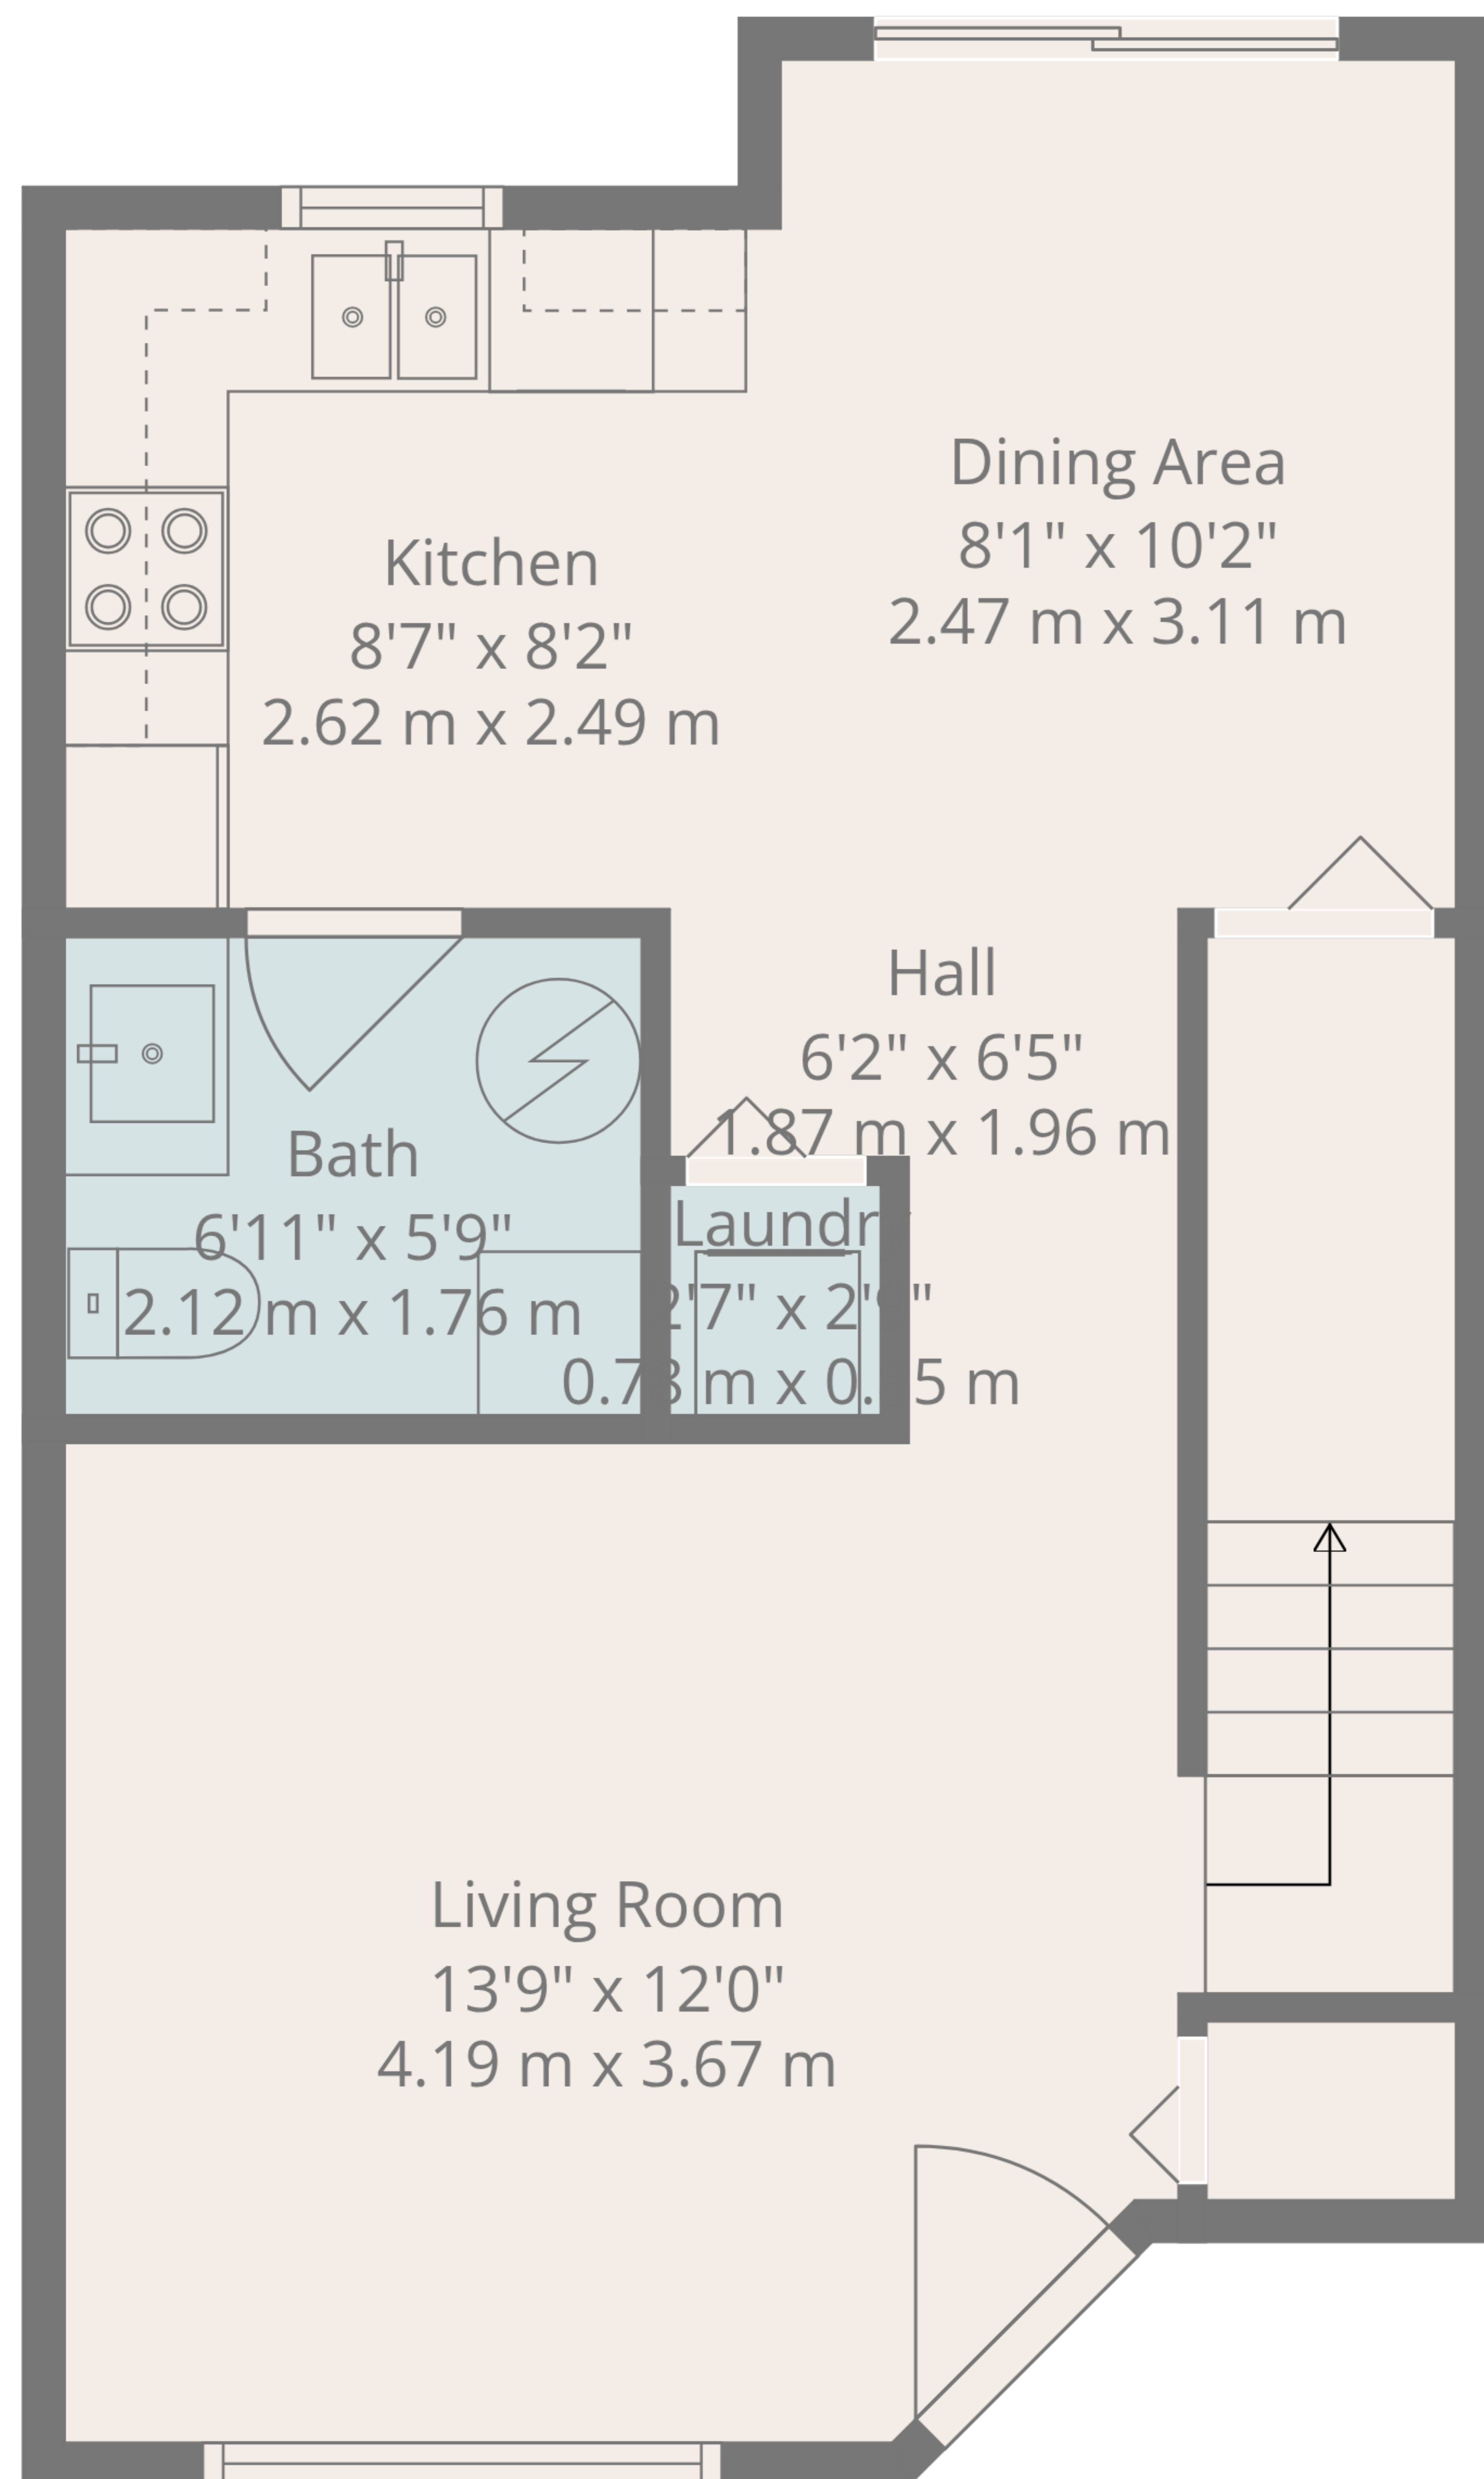 Dining Area
8'1" x 10'2"
2.47 m x 3.11 m
Kitchen
8'7" x 8'2"
2.62 m x 2.49 m
Hall
6'2" x 6'5"
1.87 m x 1.96 m
Bath
6'11" x 5'9"
2.12 m x 1.76 m
Laundr
x
m x
m
Living Room
13'9" x 12'0"
4.19 m x 3.67 m